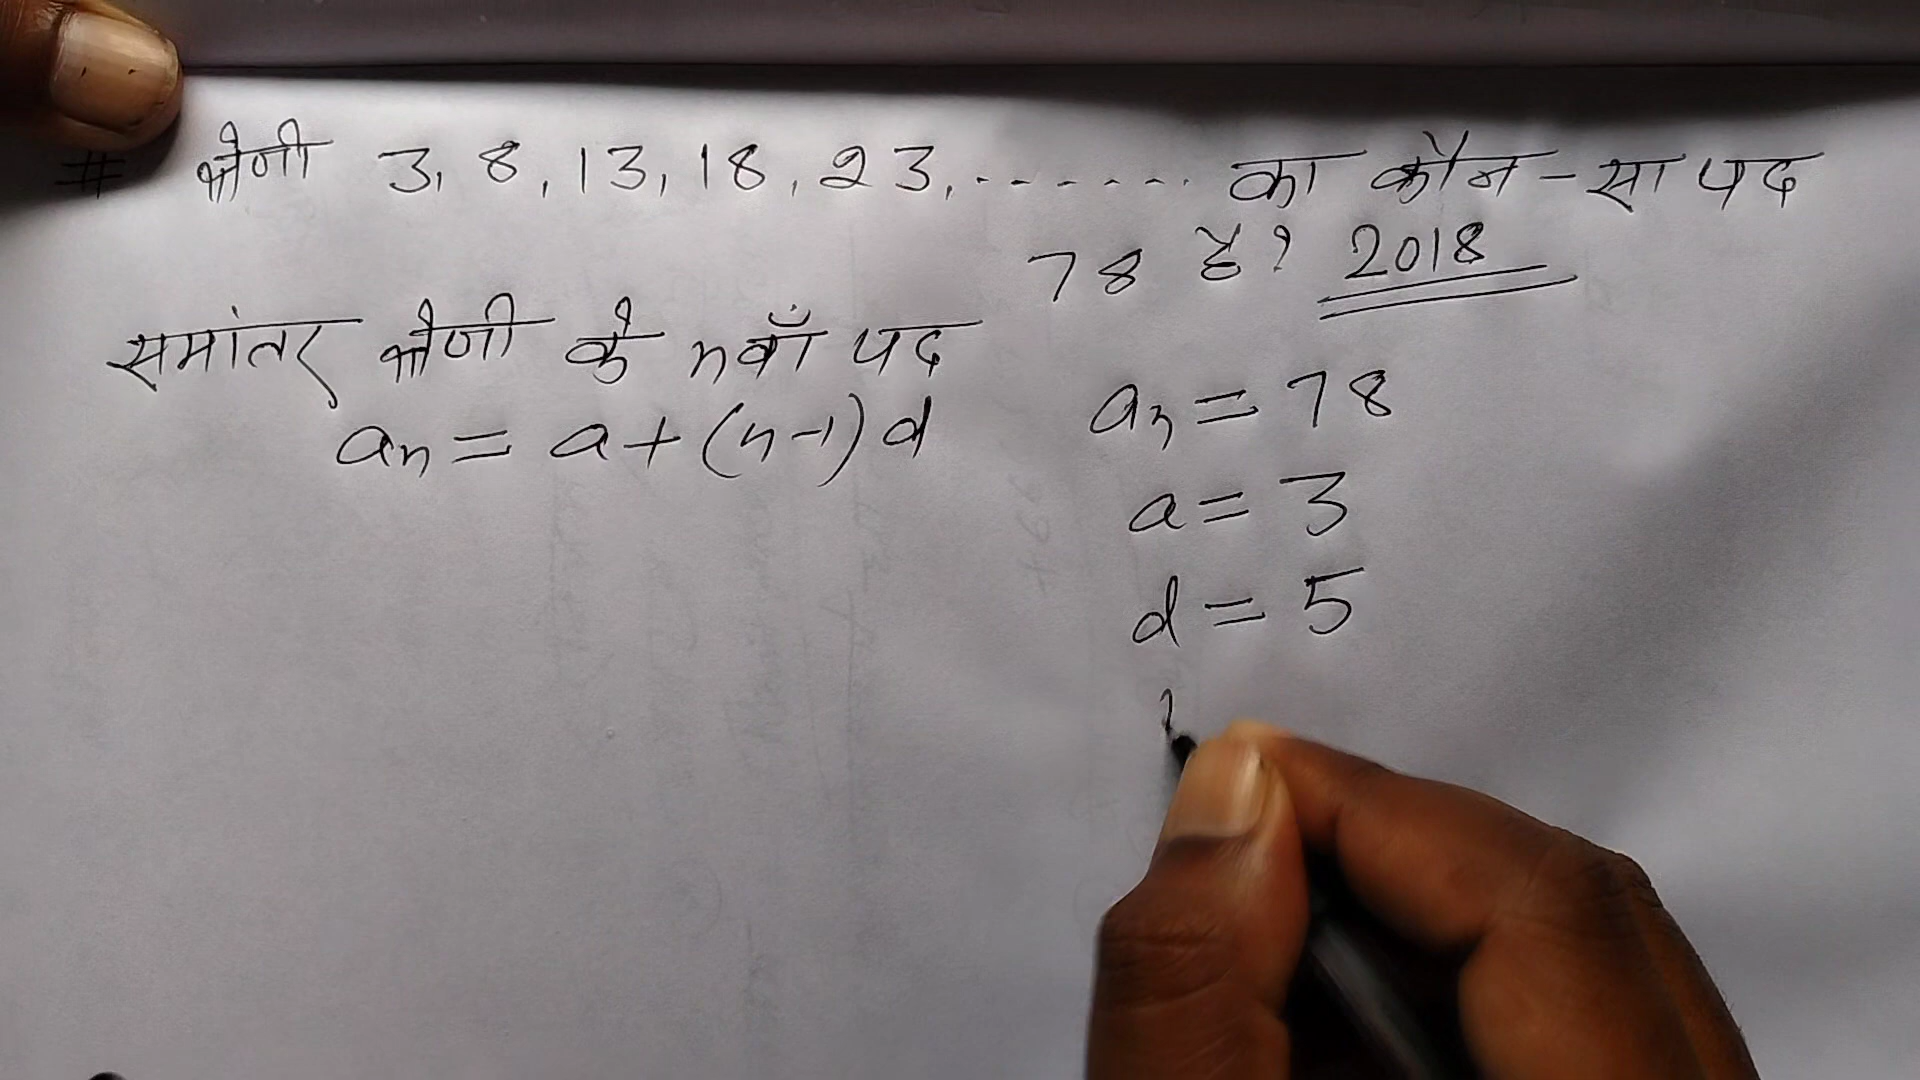 # श्रेणी 3, 8, 13, 18, 23, ....... का कौन-सा पद
78 है? 2018
समांतर श्रेणी के nवाँ पद
an = a + (n-1) d
an = 78
a = 3
d = 5